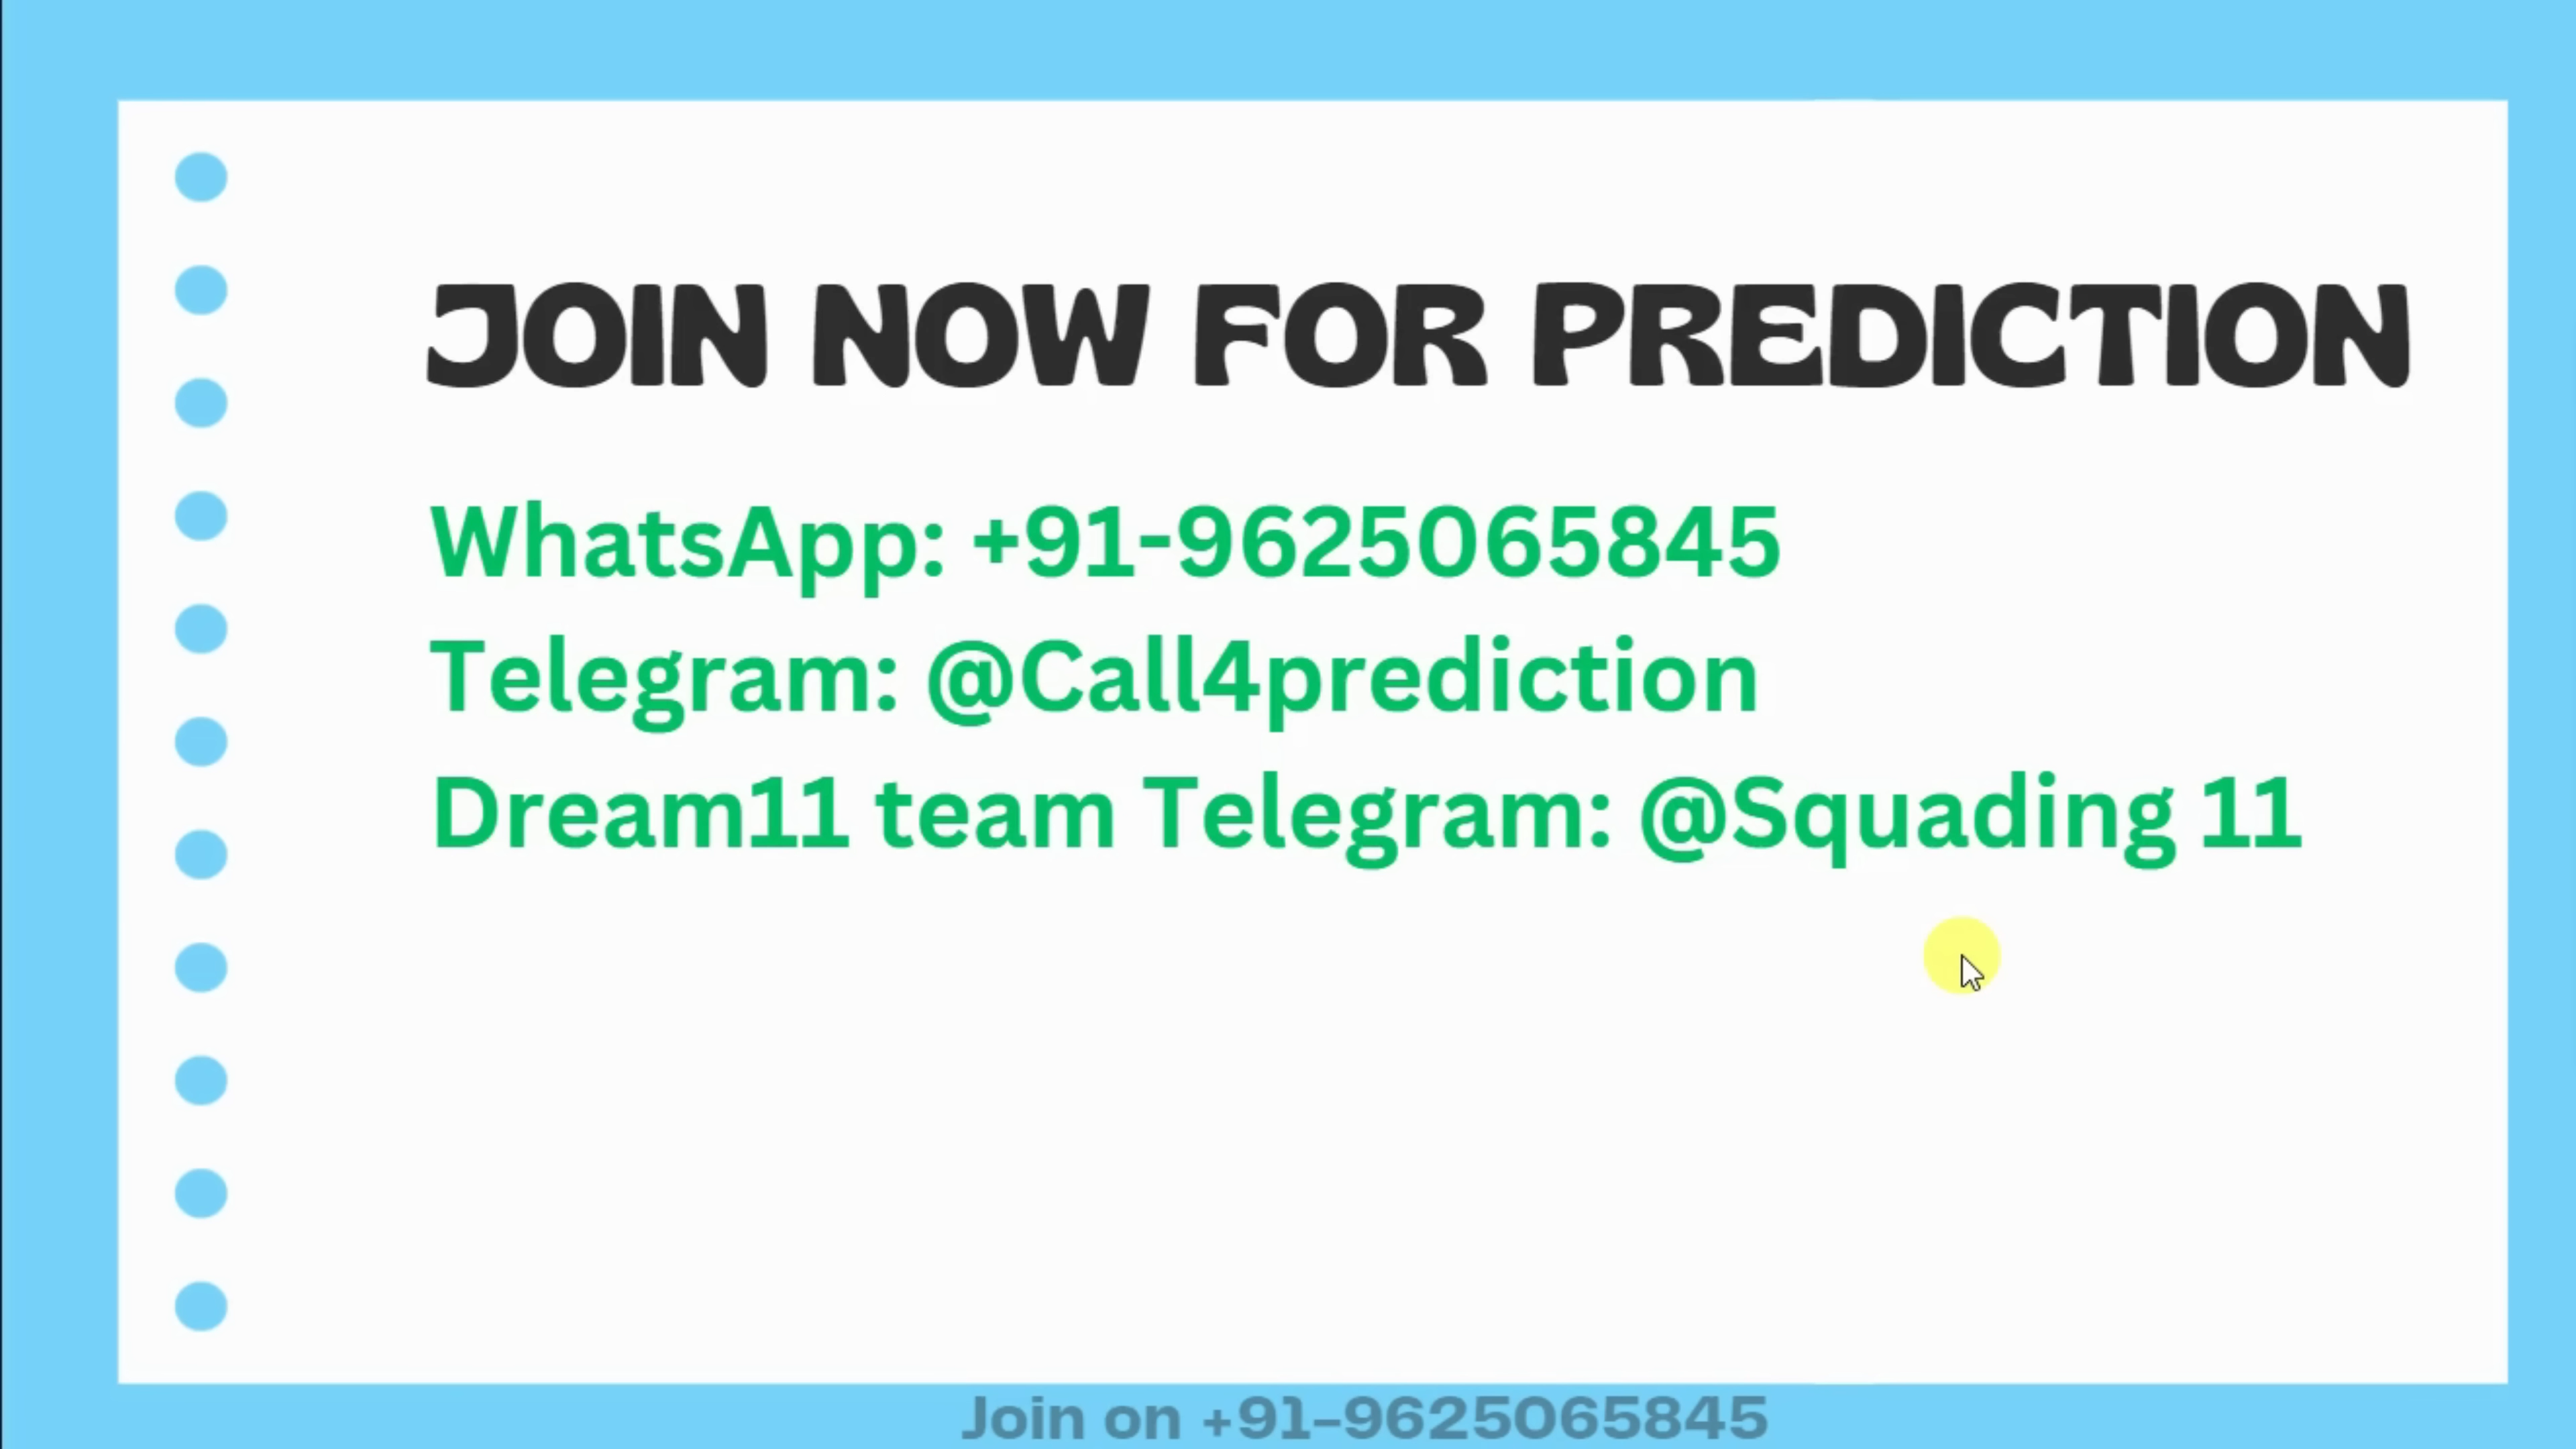 JOIN NOW FOR PREDICTION
WhatsApp: +91-9625065845
Telegram: @Call4prediction
Dream11 team Telegram: @Squading 11
Join on +91-9625065845